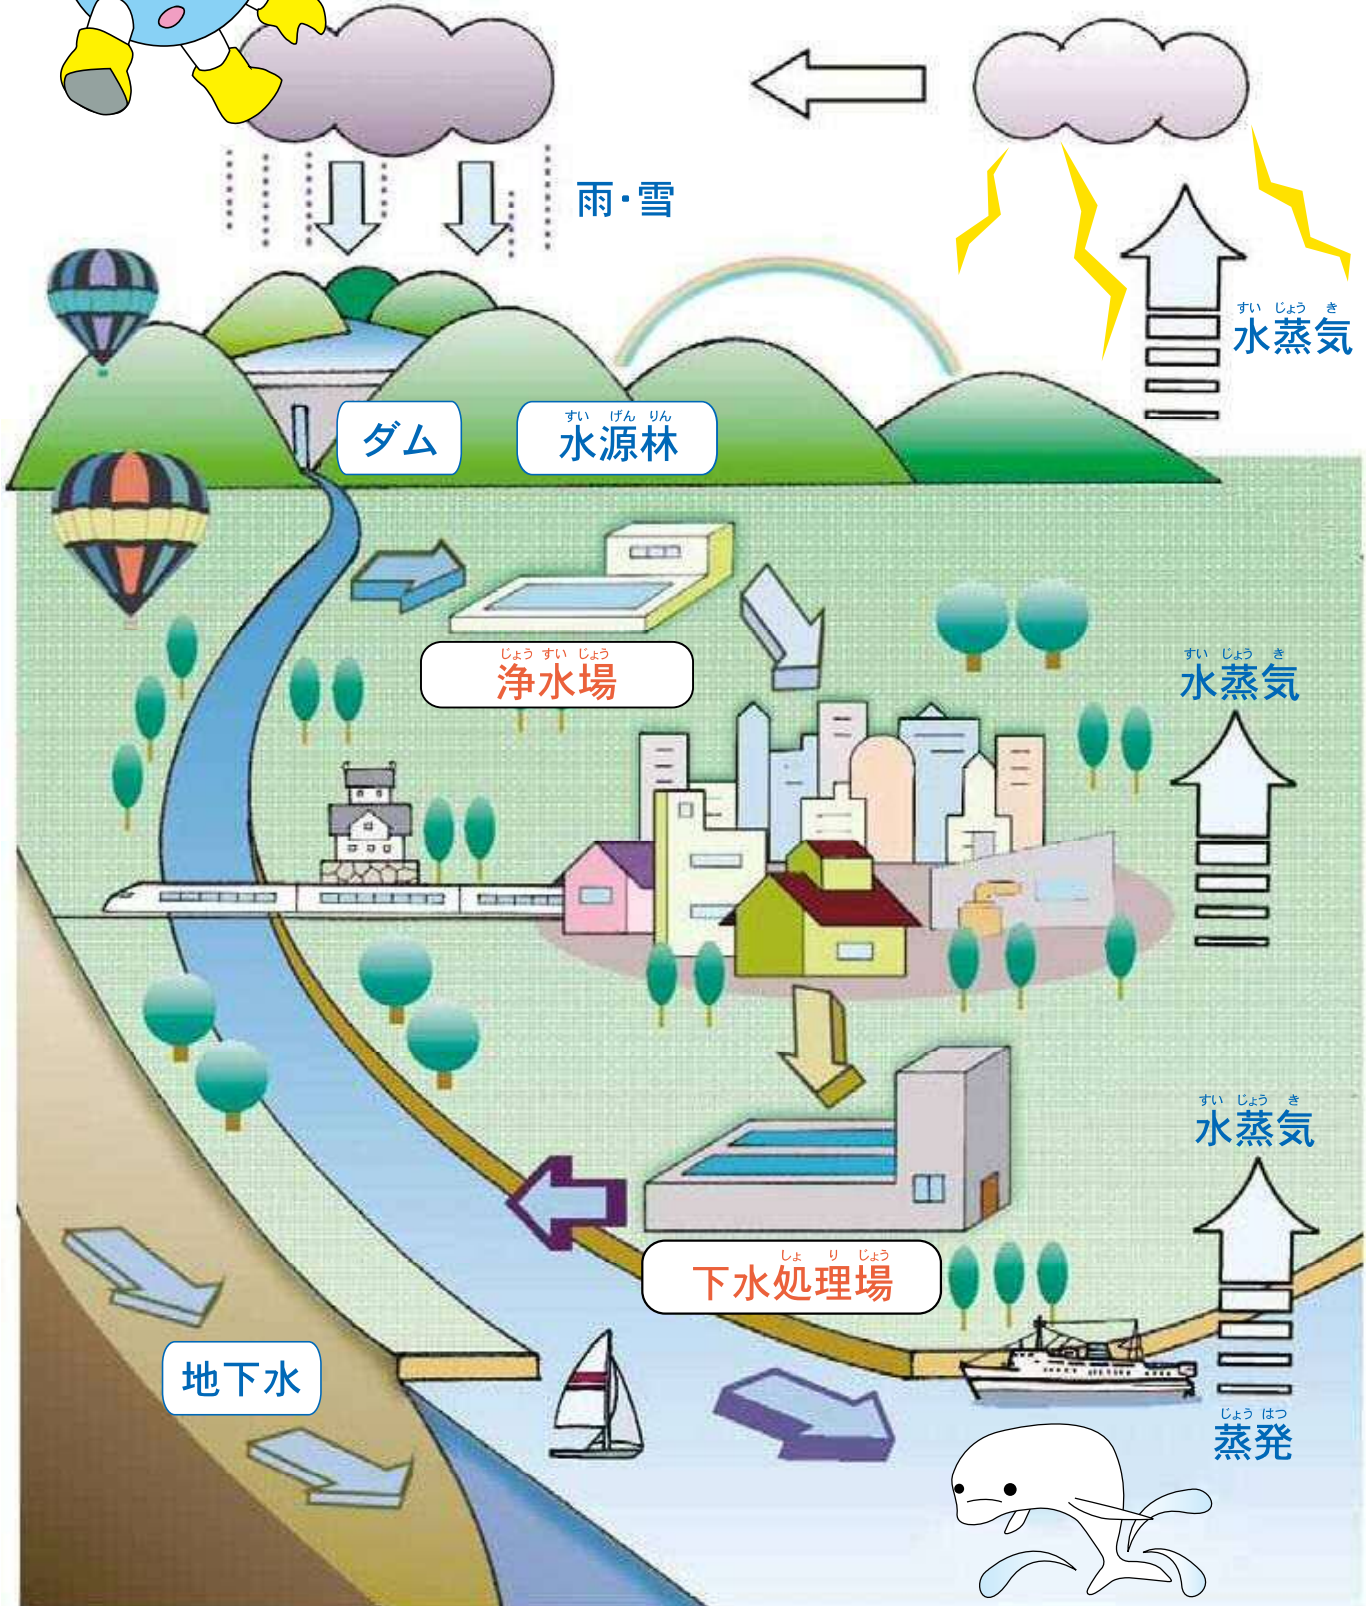 雨・雪
すい じょう き
水蒸気
ダム
すい げん りん
水源林
じょう すい じょう
浄水場
すい じょう き
水蒸気
すい じょう き
水蒸気
しょ り じょう
下水処理場
地下水
じょう はつ
蒸発